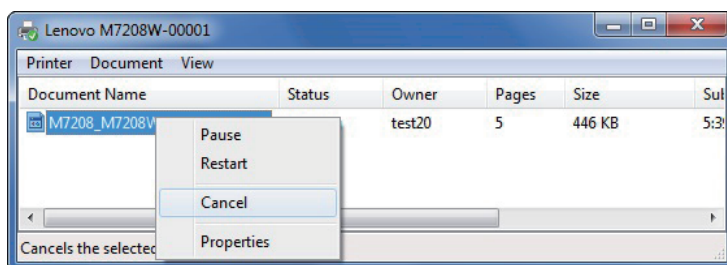 Lenovo M7208W-00001
Printer Document View
Document Name Status Owner Pages Size
M7208_M7208W test20 5 446 KB
Pause
Restart
Cancel
Properties
Cancels the selected